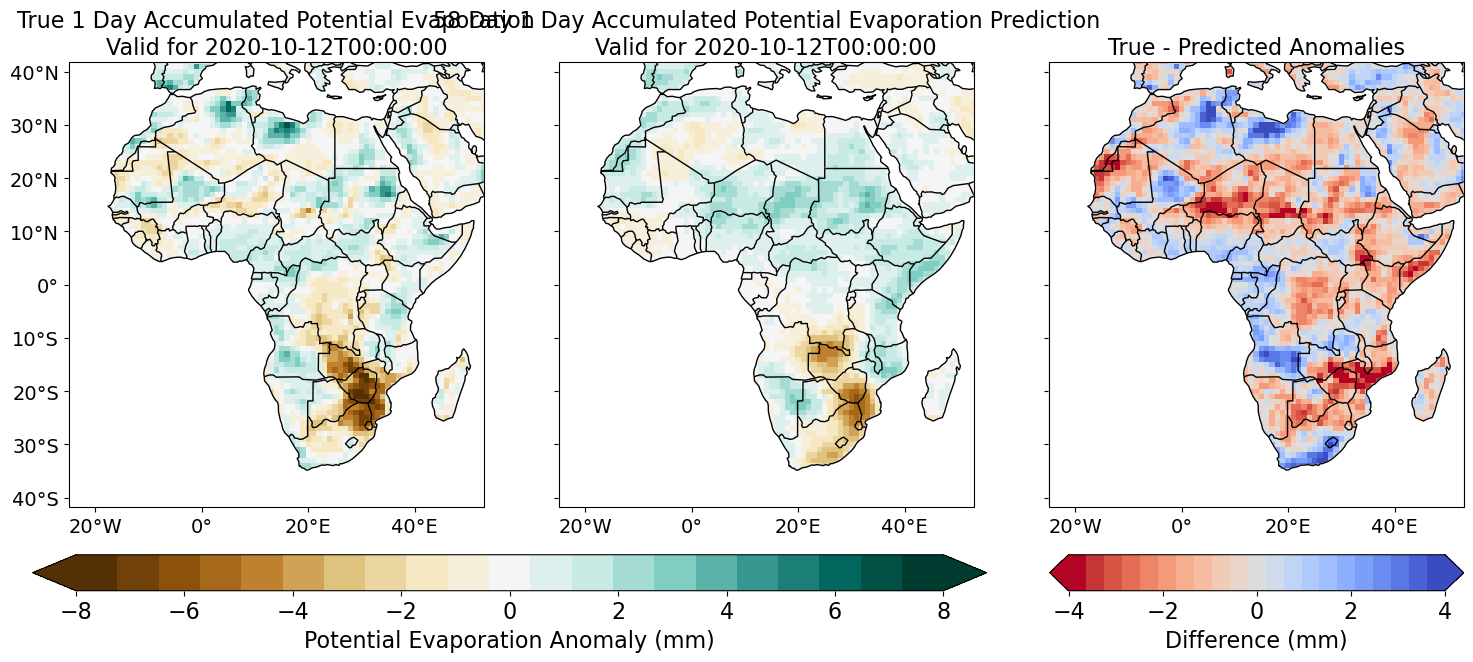 True 1 Day Accumulated Potential Evaporation
Valid for 2020-10-12T00:00:00
58 Day 1 Day Accumulated Potential Evaporation Prediction
Valid for 2020-10-12T00:00:00
True - Predicted Anomalies
40°N
30°N
20°N
10°N
0°
10°S
20°S
30°S
40°S
20°W 0° 20°E 40°E
20°W 0° 20°E 40°E
20°W 0° 20°E 40°E
−8 −6 −4 −2 0 2 4 6 8
Potential Evaporation Anomaly (mm)
−4 −2 0 2 4
Difference (mm)